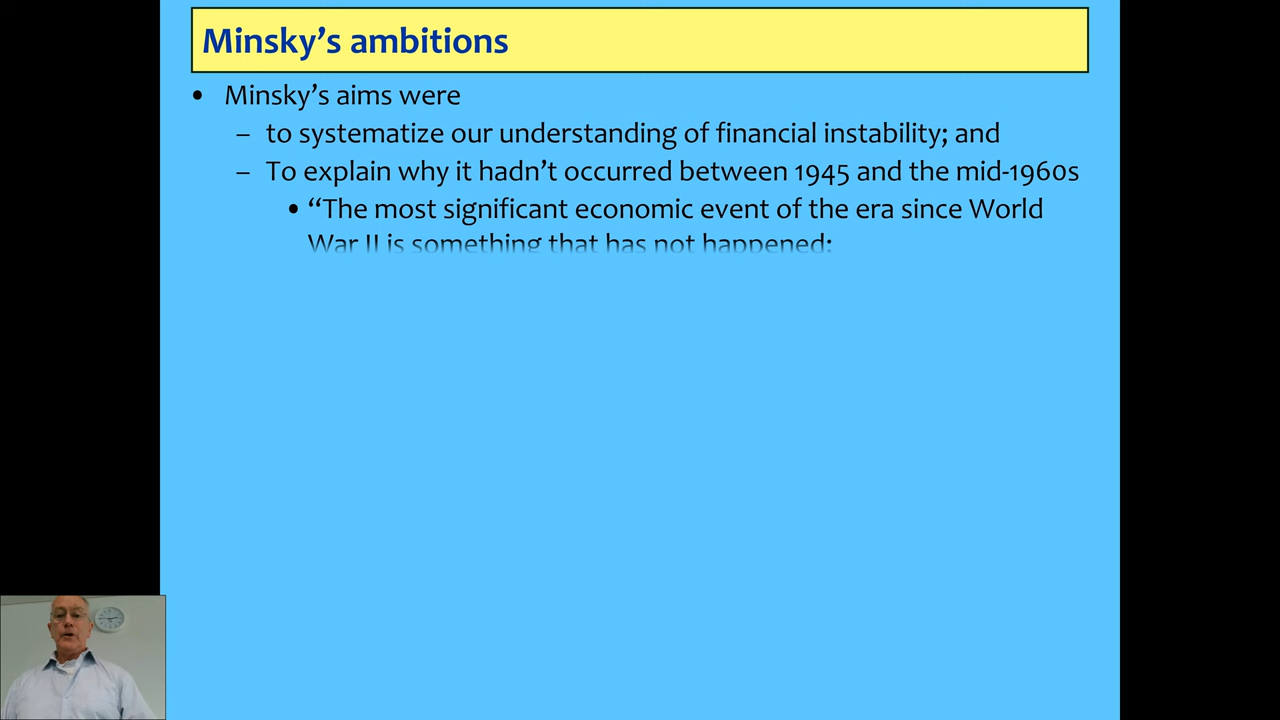 Minsky’s ambitions
• Minsky’s aims were
– to systematize our understanding of financial instability; and
– To explain why it hadn’t occurred between 1945 and the mid-1960s
• “The most significant economic event of the era since World
War II is something that has not happened: